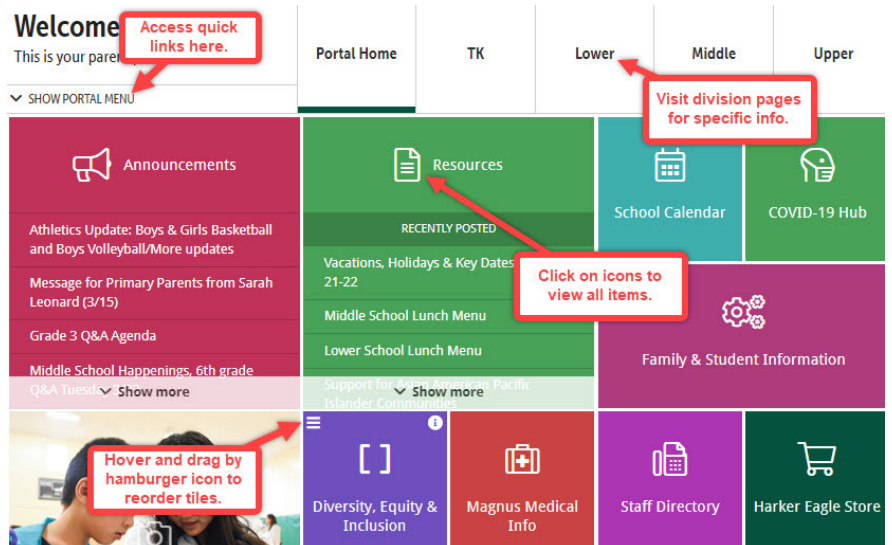 Welcome
This is your paren
SHOW PORTAL MENU
Access quick
links here.
Portal Home
TK
Lower
Middle
Upper
Visit division pages
for specific info.
Announcements
Athletics Update: Boys & Girls Basketball
and Boys Volleyball/More updates
Message for Primary Parents from Sarah
Leonard (3/15)
Grade 3 Q&A Agenda
Middle School Happenings, 6th grade
Q&A Tuesday
Show more
Resources
RECENTLY POSTED
Vacations, Holidays & Key Dates
21-22
Middle School Lunch Menu
Lower School Lunch Menu
Support for Asian American Pacific
Islander Communities
Show more
Click on icons to
view all items.
School Calendar
COVID-19 Hub
Family & Student Information
Hover and drag by
hamburger icon to
reorder tiles.
Diversity, Equity &
Inclusion
Magnus Medical
Info
Staff Directory
Harker Eagle Store